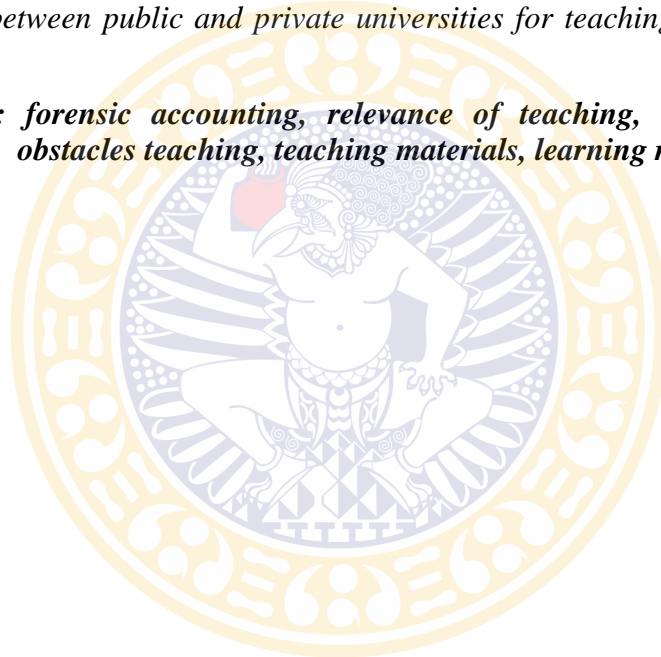 between public and private universities for teaching
: forensic accounting, relevance of teaching,
obstacles teaching, teaching materials, learning